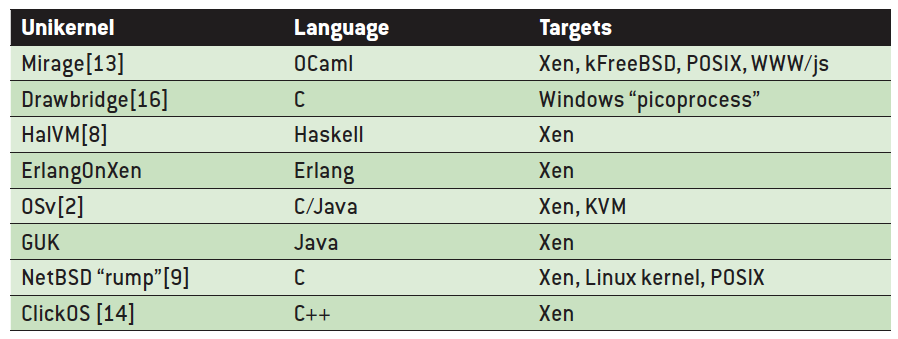 Unikernel Language Targets
Mirage[13] OCaml Xen, kFreeBSD, POSIX, WWW/js
Drawbridge[16] C Windows “picoprocess”
HalVM[8] Haskell Xen
ErlangOnXen Erlang Xen
OSv[2] C/Java Xen, KVM
GUK Java Xen
NetBSD “rump”[9] C Xen, Linux kernel, POSIX
ClickOS [14] C++ Xen